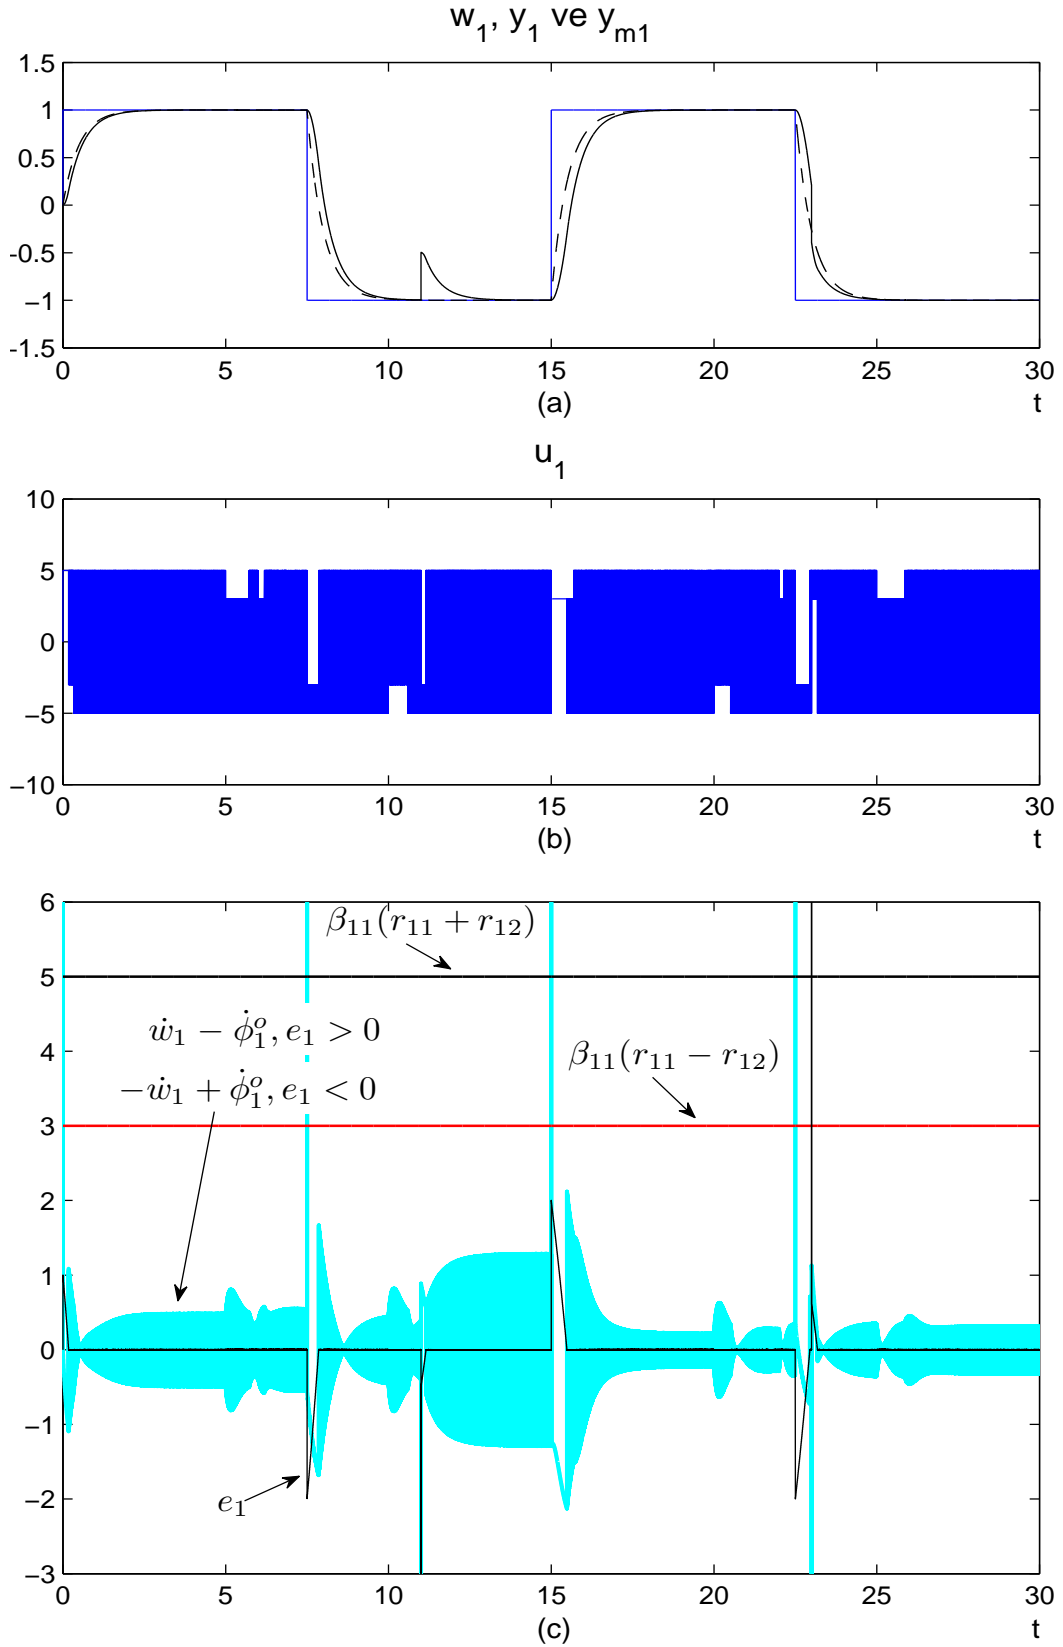 w₁, y₁ ve yₘ₁
1.5
1
0.5
0
-0.5
−1
-1.5
0 5 10 15 20 25 30
(a) t
u₁
10
5
0
−5
−10
0 5 10 15 20 25 30
(b) t
6
5
4
3
2
1
0
−1
−2
−3
β₁₁(r₁₁ + r₁₂)
ẇ₁ − φ̇₁ᵒ, e₁ > 0
−ẇ₁ + φ̇₁ᵒ, e₁ < 0
β₁₁(r₁₁ − r₁₂)
e₁
0 5 10 15 20 25 30
(c) t